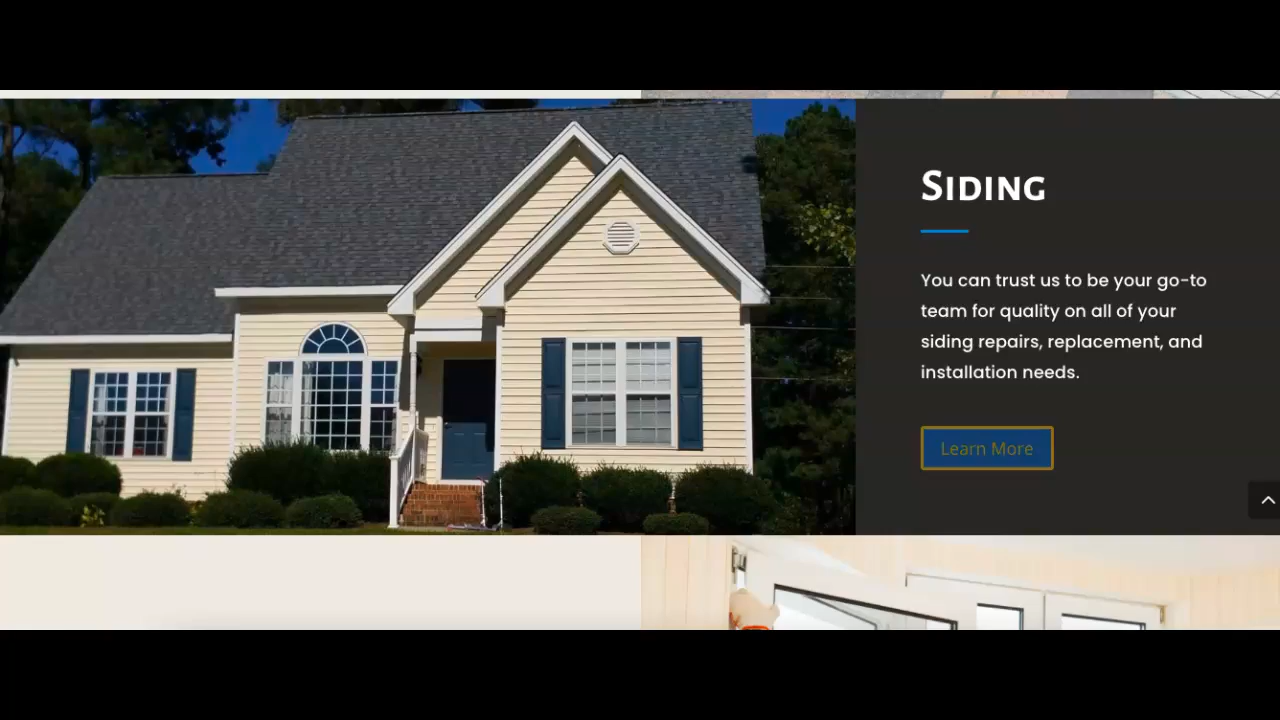 Siding
You can trust us to be your go-to
team for quality on all of your
siding repairs, replacement, and
installation needs.
Learn More